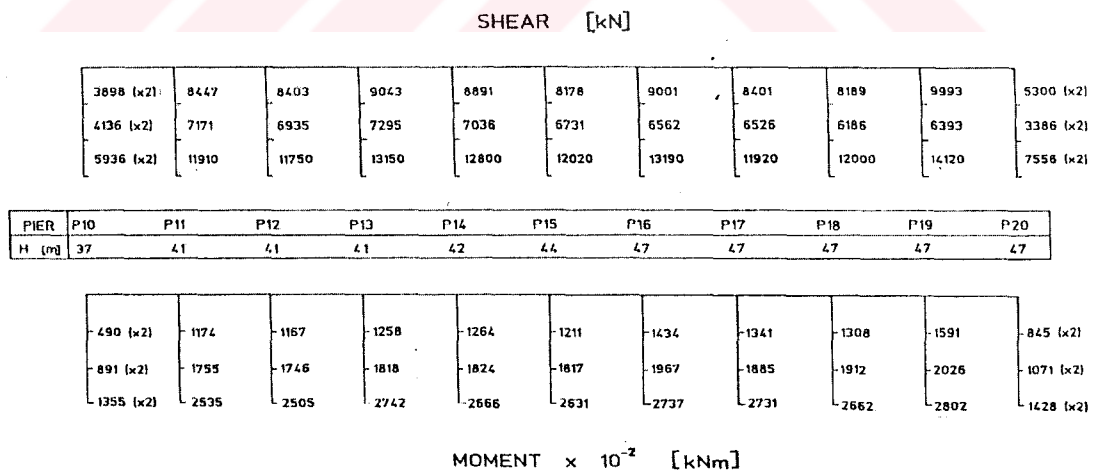 SHEAR [kN]
3898 (x2) 8447 8403 9043 8891 8178 9001 8401 8189 9993 5300 (x2)
4136 (x2) 7171 6935 7295 7036 6731 6562 6526 6186 6393 3386 (x2)
5936 (x2) 11910 11750 13150 12800 12020 13190 11920 12000 14120 7556 (x2)
PIER P10 P11 P12 P13 P14 P15 P16 P17 P18 P19 P20
H [m] 37 41 41 41 42 44 47 47 47 47 47
490 (x2) 1174 1167 1258 1264 1211 1434 1341 1308 1591 845 (x2)
891 (x2) 1755 1746 1818 1824 1817 1967 1885 1912 2026 1071 (x2)
1355 (x2) 2535 2505 2742 2666 2631 2737 2731 2662 2802 1428 (x2)
MOMENT x 10⁻² [kNm]